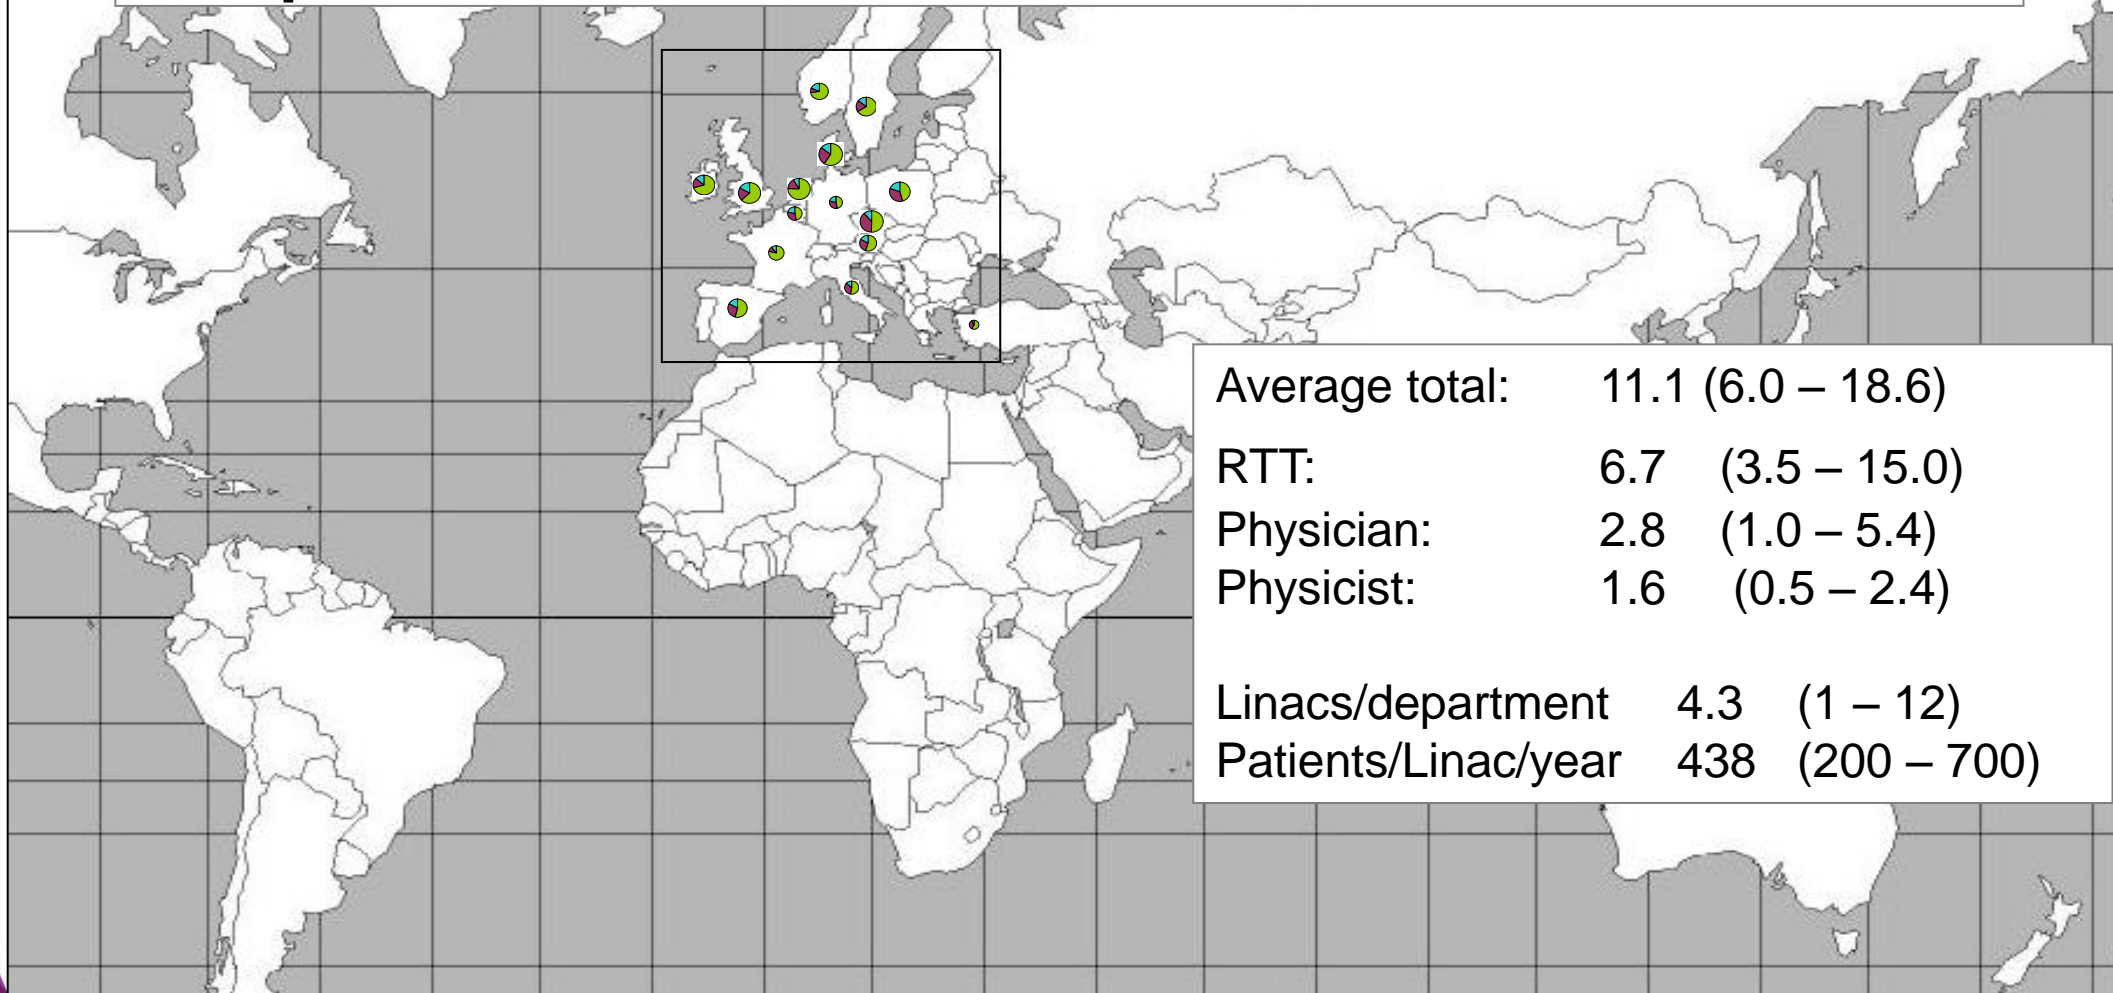 Average total: 11.1 (6.0 – 18.6)
RTT: 6.7 (3.5 – 15.0)
Physician: 2.8 (1.0 – 5.4)
Physicist: 1.6 (0.5 – 2.4)
Linacs/department 4.3 (1 – 12)
Patients/Linac/year 438 (200 – 700)